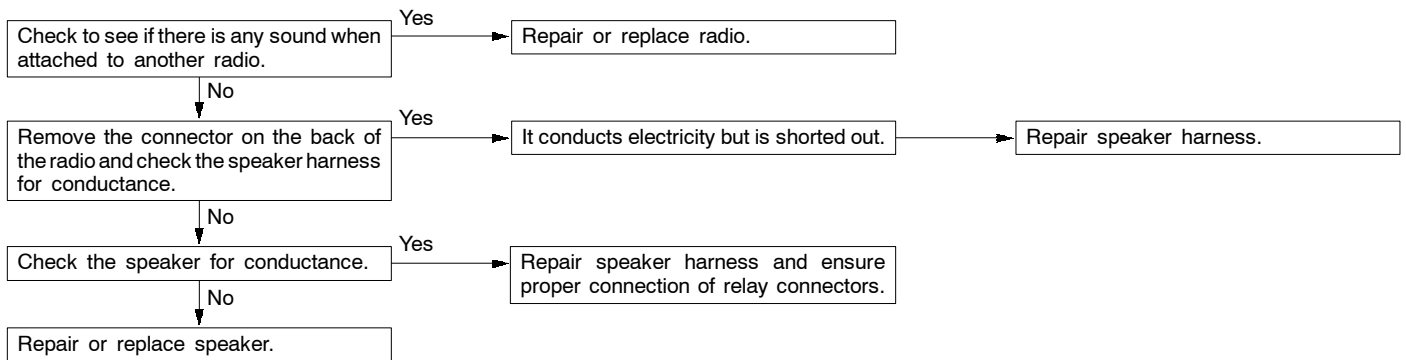 Check to see if there is any sound when
attached to another radio.
Yes
Repair or replace radio.
No
Remove the connector on the back of
the radio and check the speaker harness
for conductance.
Yes
It conducts electricity but is shorted out.
Repair speaker harness.
No
Check the speaker for conductance.
Yes
Repair speaker harness and ensure
proper connection of relay connectors.
No
Repair or replace speaker.